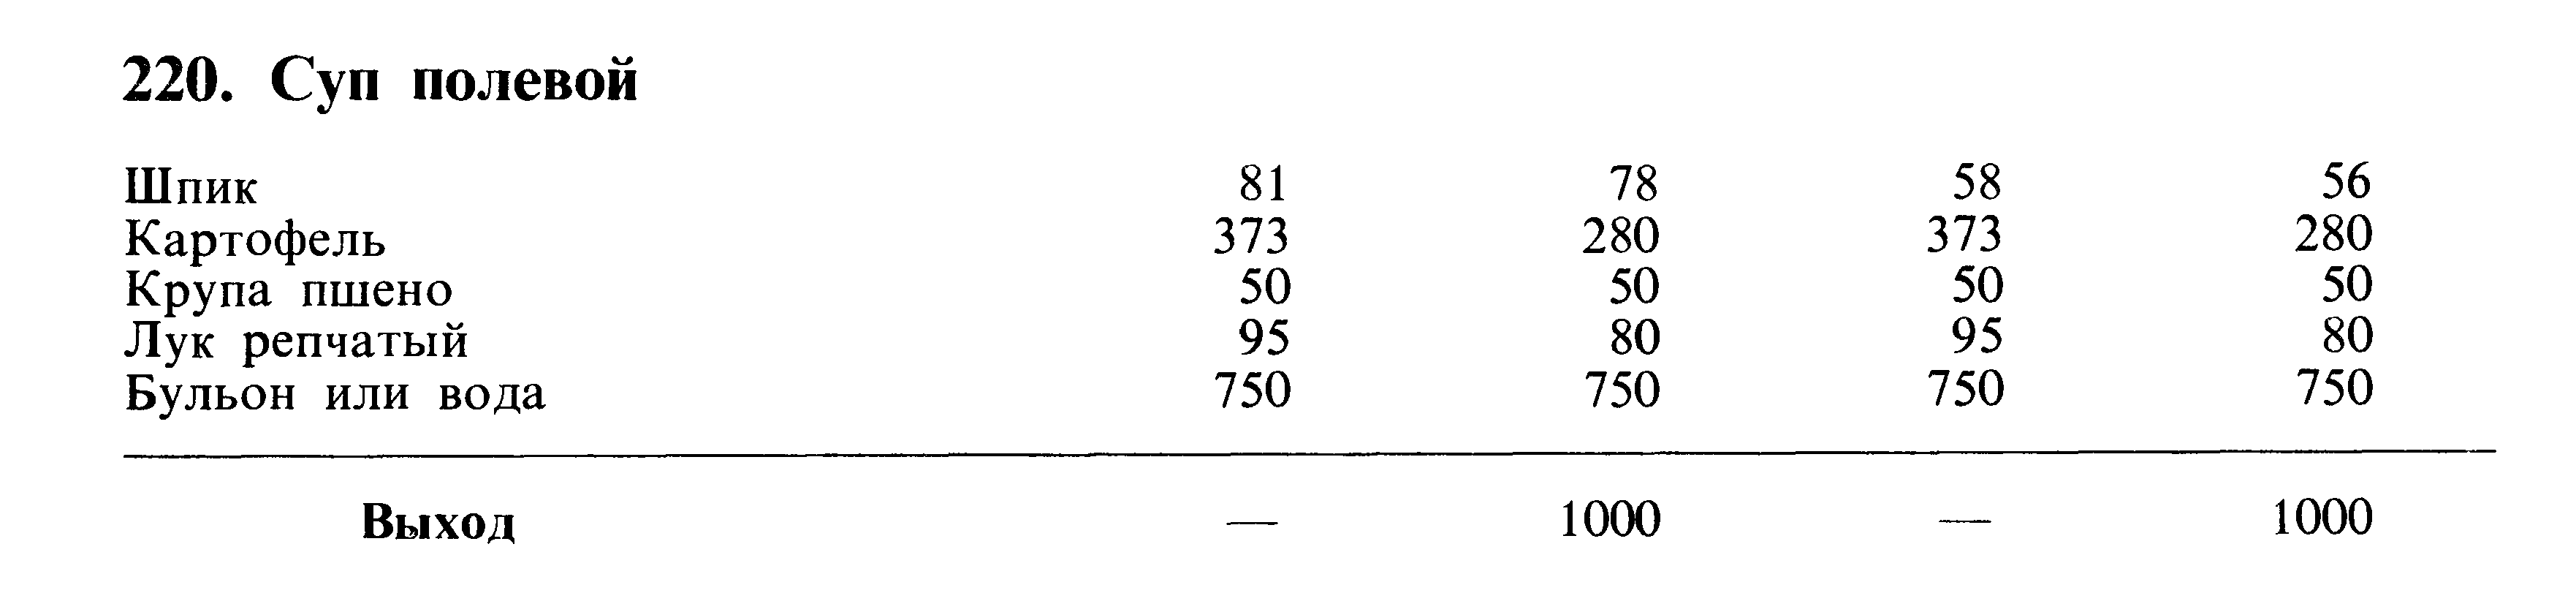 220. Суп полевой
Шпик 81 78 58 56
Картофель 373 280 373 280
Крупа пшено 50 50 50 50
Лук репчатый 95 80 95 80
Бульон или вода 750 750 750 750
Выход — 1000 — 1000